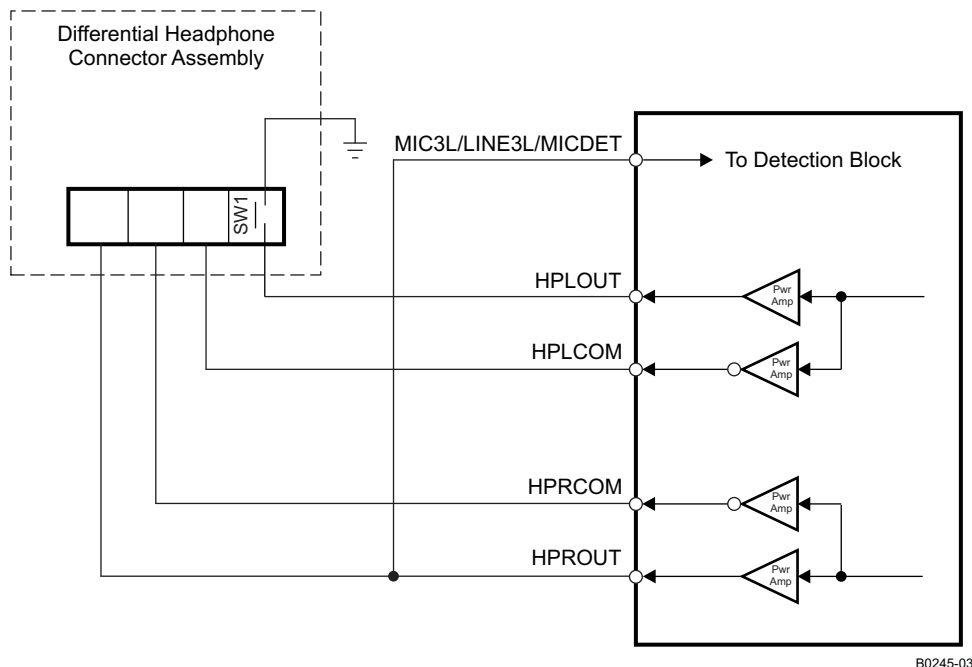 Differential Headphone
Connector Assembly
MIC3L/LINE3L/MICDET
To Detection Block
SW1
HPLOUT
Pwr
Amp
HPLCOM
Pwr
Amp
HPRCOM
Pwr
Amp
HPROUT
Pwr
Amp
B0245-03